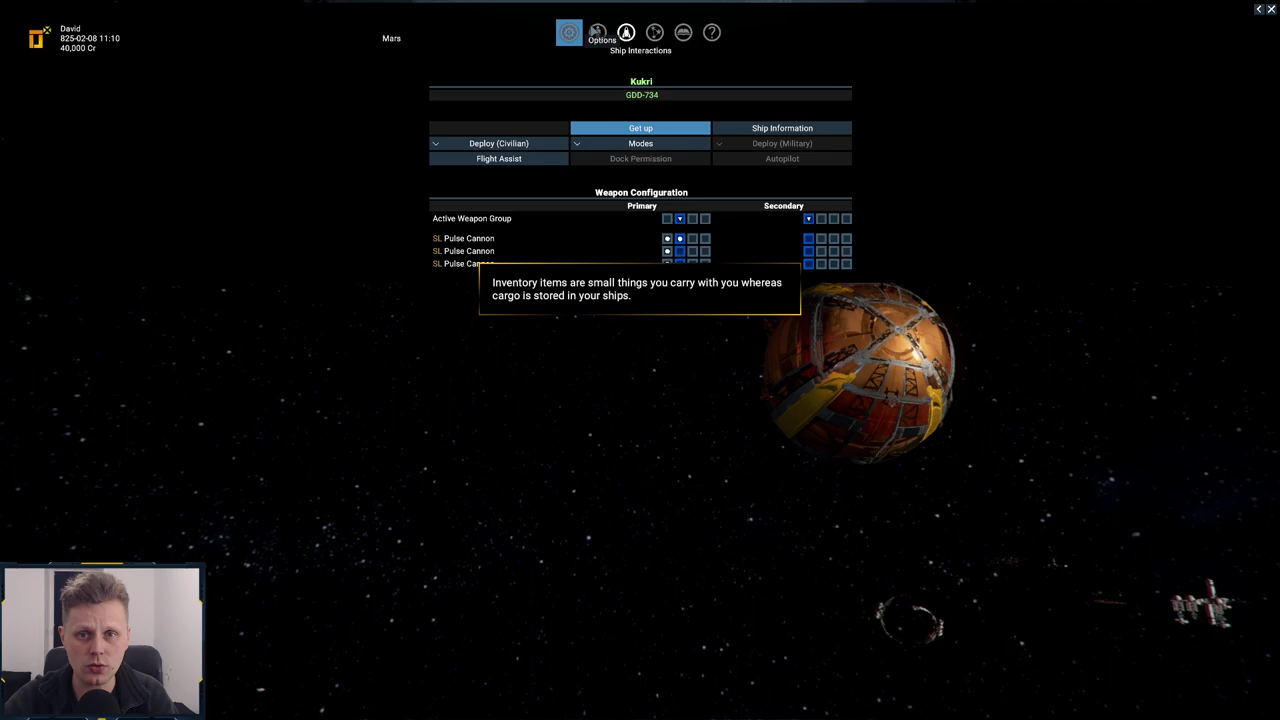 David
825-02-08 11:10
40,000 Cr
Mars
Options
Ship Interactions
Kukri
GDD-734
Get up
Ship Information
Deploy (Civilian)
Modes
Deploy (Military)
Flight Assist
Dock Permission
Autopilot
Weapon Configuration
Primary
Secondary
Active Weapon Group
SL Pulse Cannon
SL Pulse Cannon
SL Pulse
Inventory items are small things you carry with you whereas
cargo is stored in your ships.